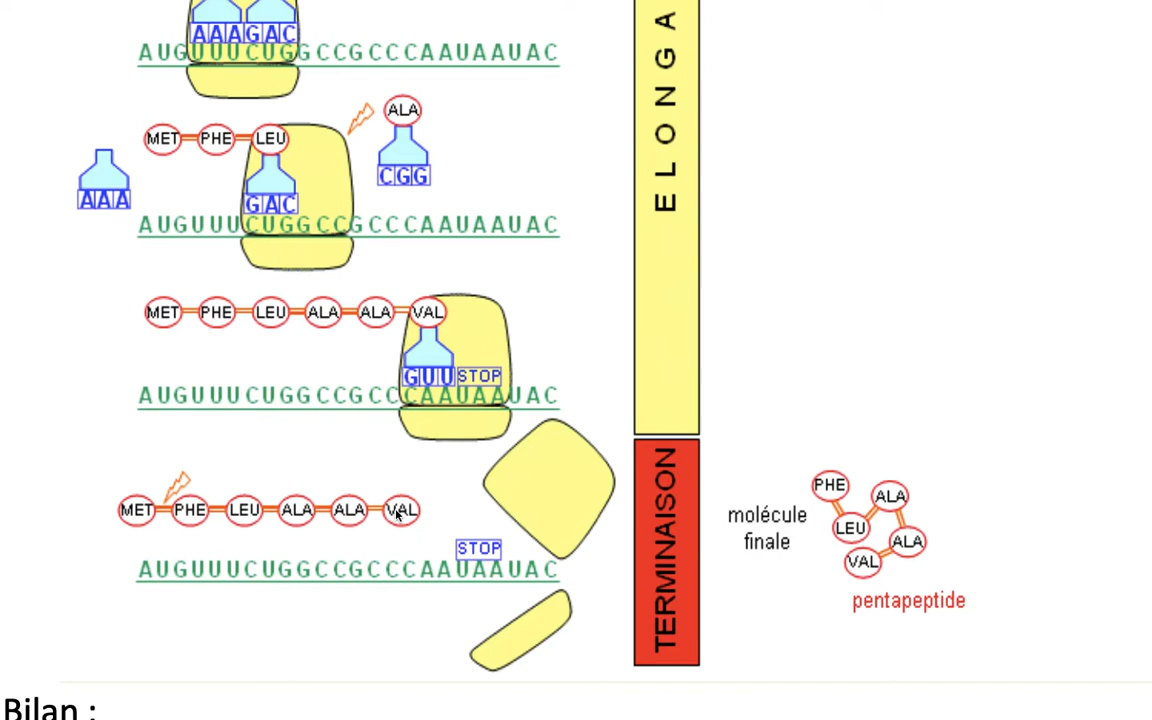 AAAGAC
AUGUUUCUGGCCGCCCAAUAAUAC
ALA
MET PHE LEU
CGG
AAA
GAC
AUGUUUCUGGCCGCCCAAUAAUAC
MET PHE LEU ALA ALA VAL
GUU STOP
AUGUUUCUGGCCGCCCAAUAAUAC
MET PHE LEU ALA ALA VAL
STOP
AUGUUUCUGGCCGCCCAAUAAUAC
ELONGA
TERMINAISON
molécule
finale
PHE
LEU
ALA
ALA
VAL
pentapeptide
Bilan :